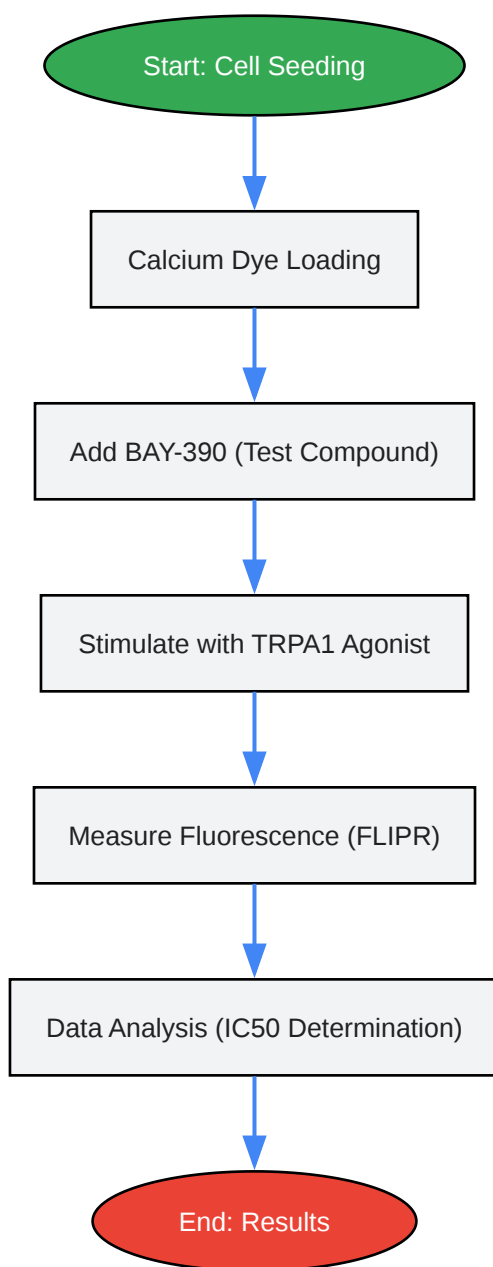 Start: Cell Seeding
Calcium Dye Loading
Add BAY-390 (Test Compound)
Stimulate with TRPA1 Agonist
Measure Fluorescence (FLIPR)
Data Analysis (IC50 Determination)
End: Results